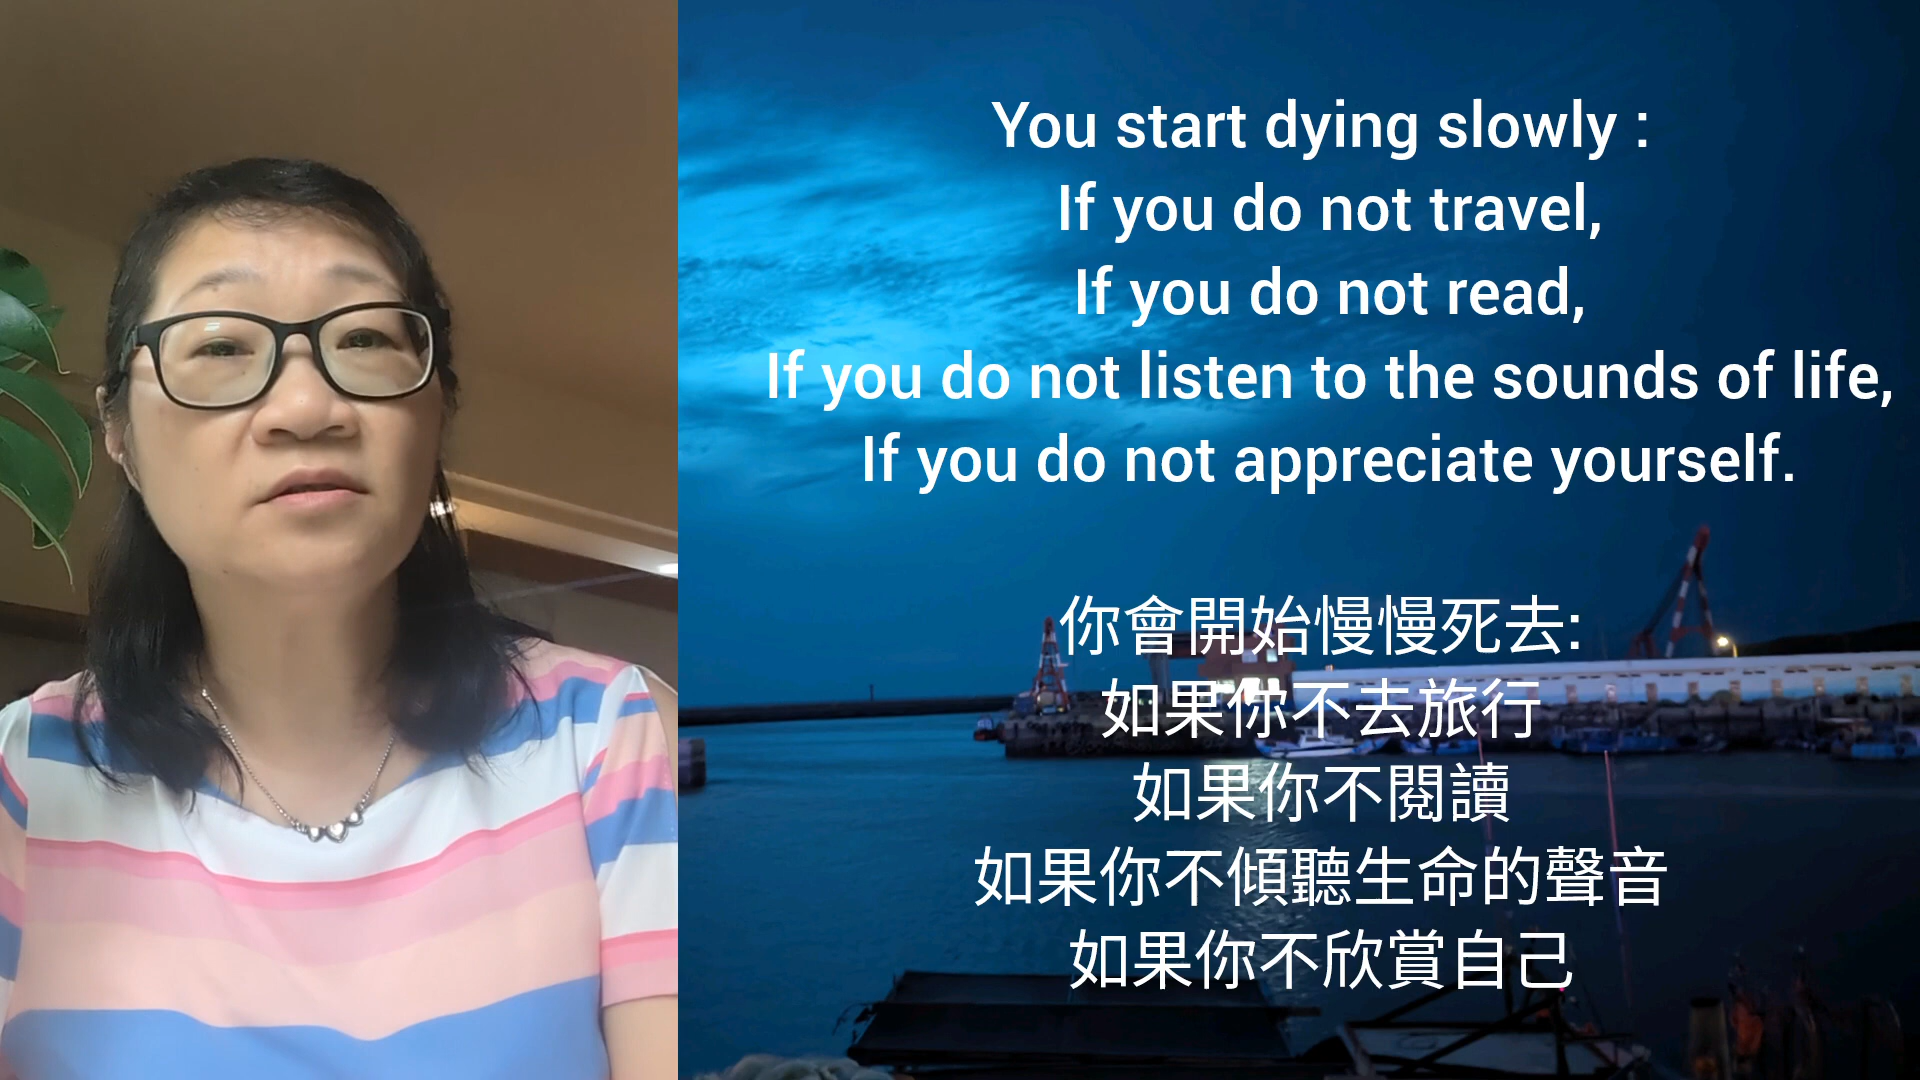 You start dying slowly :
If you do not travel,
If you do not read,
If you do not listen to the sounds of life,
If you do not appreciate yourself.
你會開始慢慢死去:
如果你不去旅行
如果你不閱讀
如果你不傾聽生命的聲音
如果你不欣賞自己